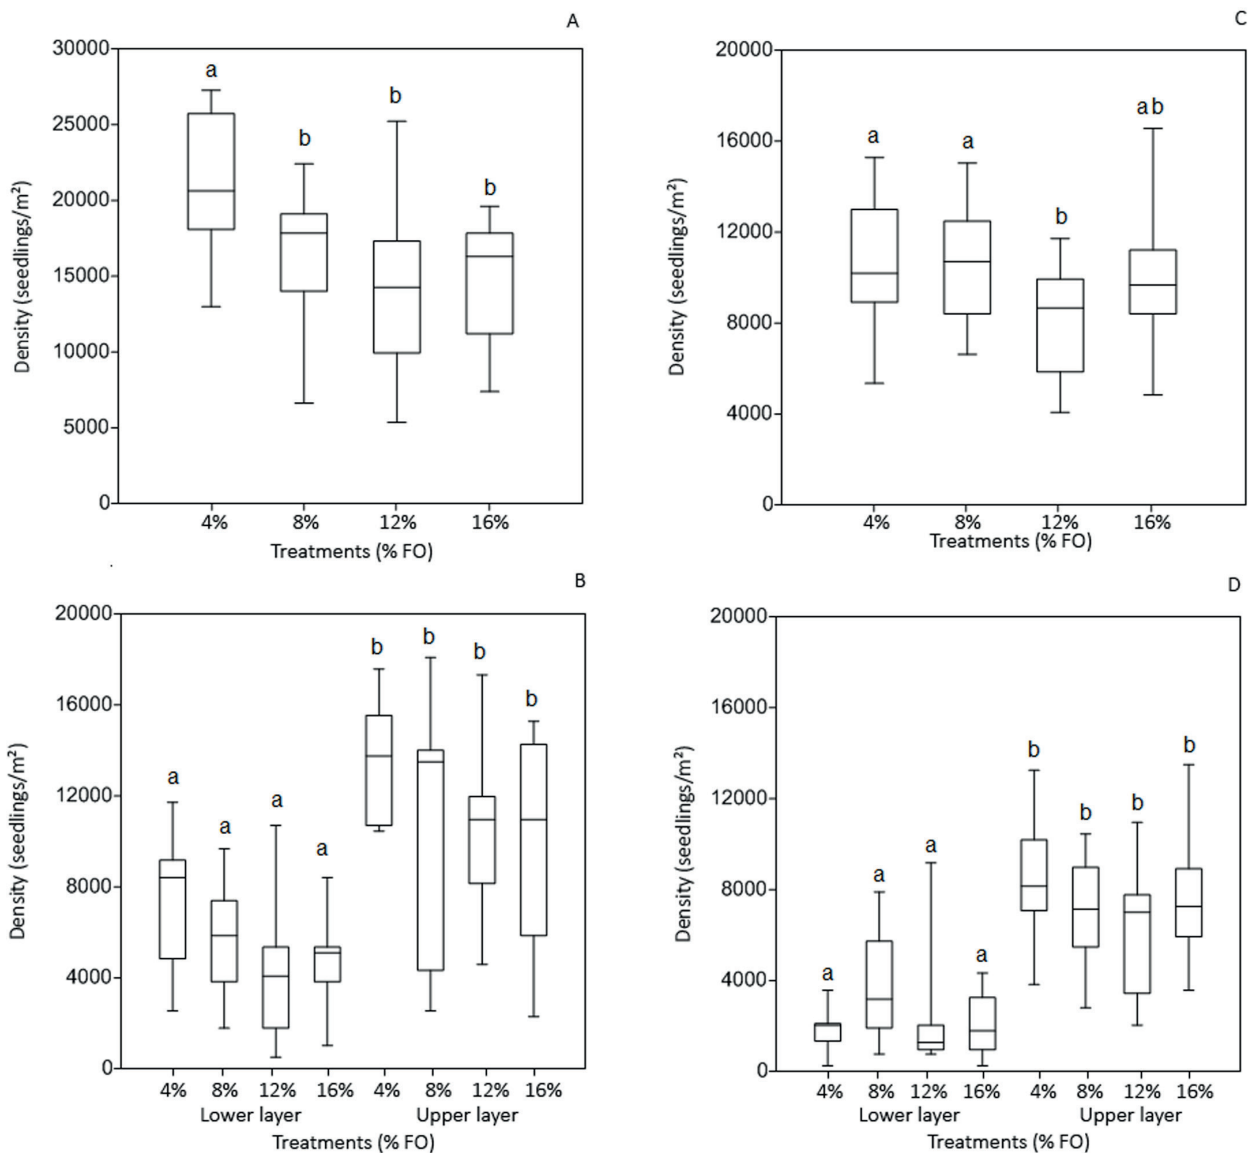 A
30000
25000
20000
15000
10000
5000
0
Density (seedlings/m²)
a
b
b
b
4% 8% 12% 16%
Treatments (% FO)
C
20000
16000
12000
8000
4000
0
Density (seedlings/m²)
a
a
b
ab
4% 8% 12% 16%
Treatments (% FO)
B
20000
16000
12000
8000
4000
0
Density (seedlings/m²)
a
a
a
a
b
b
b
b
4% 8% 12% 16% 4% 8% 12% 16%
Lower layer Upper layer
Treatments (% FO)
D
20000
16000
12000
8000
4000
0
Density (seedlings/m²)
a
a
a
a
b
b
b
b
4% 8% 12% 16% 4% 8% 12% 16%
Lower layer Upper layer
Treatments (% FO)